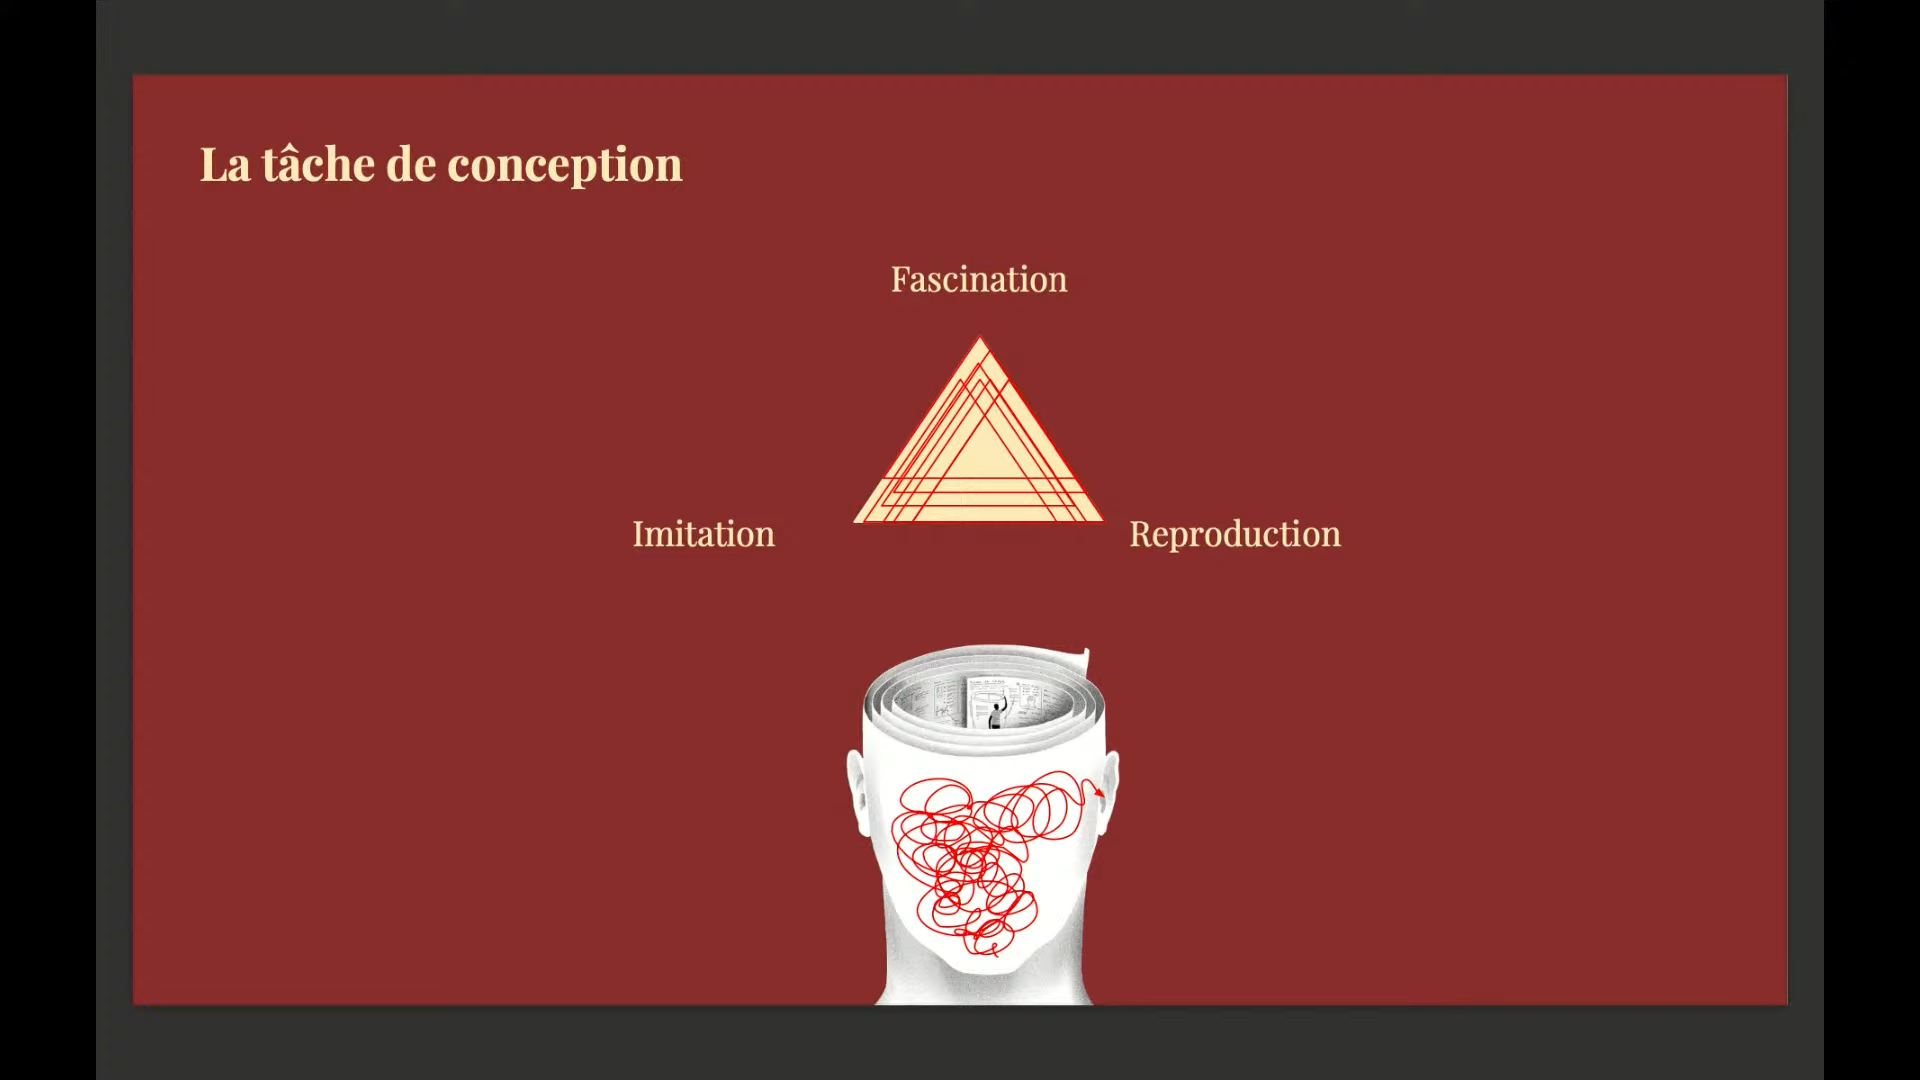 La tâche de conception
Fascination
Imitation
Reproduction